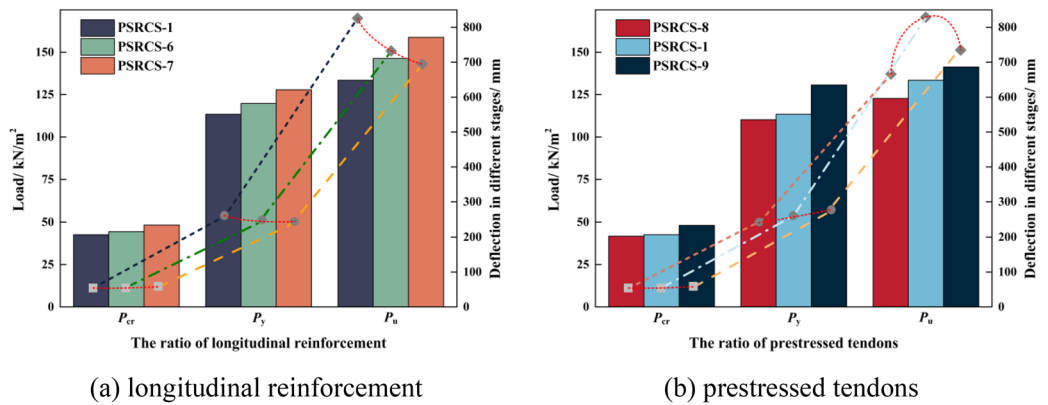 PSRCS-1
PSRCS-6
PSRCS-7
Load/ kN/m²
150
125
100
75
50
25
0
Deflection in different stages/ mm
800
700
600
500
400
300
200
100
0
Pcr Py Pu
The ratio of longitudinal reinforcement
(a) longitudinal reinforcement
PSRCS-8
PSRCS-1
PSRCS-9
Load/ kN/m²
150
125
100
75
50
25
0
Deflection in different stages/ mm
800
700
600
500
400
300
200
100
0
Pcr Py Pu
The ratio of prestressed tendons
(b) prestressed tendons